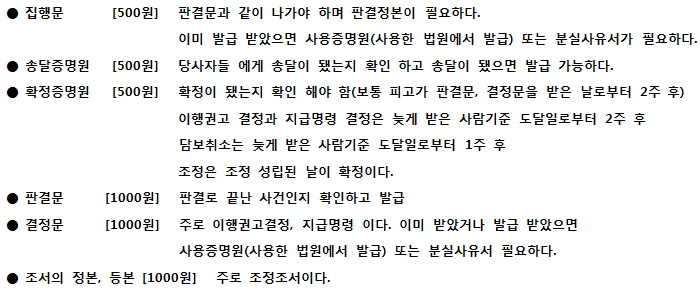 ● 집행문 [500원] 판결문과 같이 나가야 하며 판결정본이 필요하다.
이미 발급 받았으면 사용증명원(사용한 법원에서 발급) 또는 분실사유서가 필요하다.
● 송달증명원 [500원] 당사자들 에게 송달이 됐는지 확인 하고 송달이 됐으면 발급 가능하다.
● 확정증명원 [500원] 확정이 됐는지 확인 해야 함(보통 피고가 판결문, 결정문을 받은 날로부터 2주 후)
이행권고 결정과 지급명령 결정은 늦게 받은 사람기준 도달일로부터 2주 후
담보취소는 늦게 받은 사람기준 도달일로부터 1주 후
조정은 조정 성립된 날이 확정이다.
● 판결문 [1000원] 판결로 끝난 사건인지 확인하고 발급
● 결정문 [1000원] 주로 이행권고결정, 지급명령 이다. 이미 받았거나 발급 받았으면
사용증명원(사용한 법원에서 발급) 또는 분실사유서 필요하다.
● 조서의 정본, 등본 [1000원] 주로 조정조서이다.